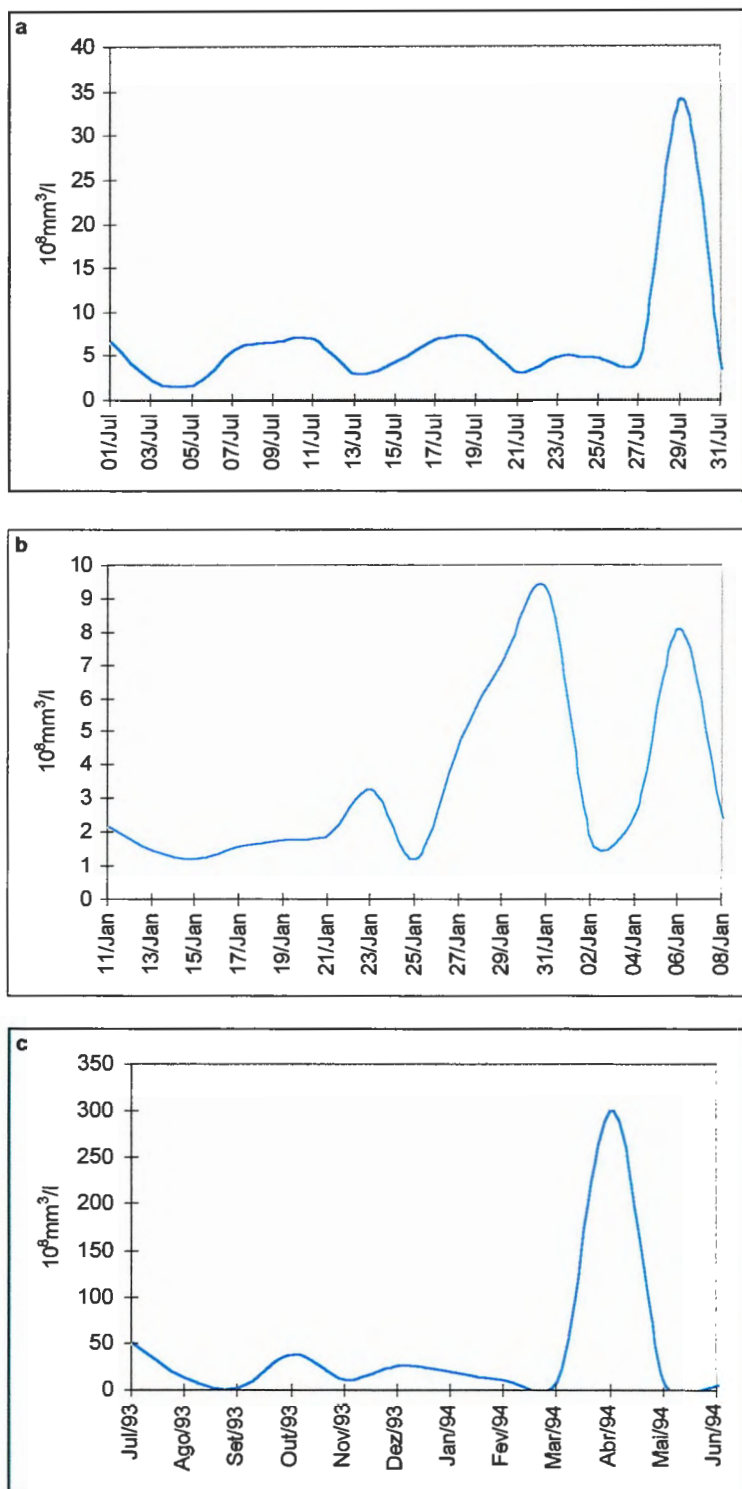 a
40
35
30
25
20
15
10
5
0
10⁸mm³/l
01/Jul
03/Jul
05/Jul
07/Jul
09/Jul
11/Jul
13/Jul
15/Jul
17/Jul
19/Jul
21/Jul
23/Jul
25/Jul
27/Jul
29/Jul
31/Jul
b
10
9
8
7
6
5
4
3
2
1
0
10⁸mm³/l
11/Jan
13/Jan
15/Jan
17/Jan
19/Jan
21/Jan
23/Jan
25/Jan
27/Jan
29/Jan
31/Jan
02/Jan
04/Jan
06/Jan
08/Jan
c
350
300
250
200
150
100
50
0
10⁸mm³/l
Jul/93
Ago/93
Set/93
Out/93
Nov/93
Dez/93
Jan/94
Fev/94
Mar/94
Abr/94
Mai/94
Jun/94